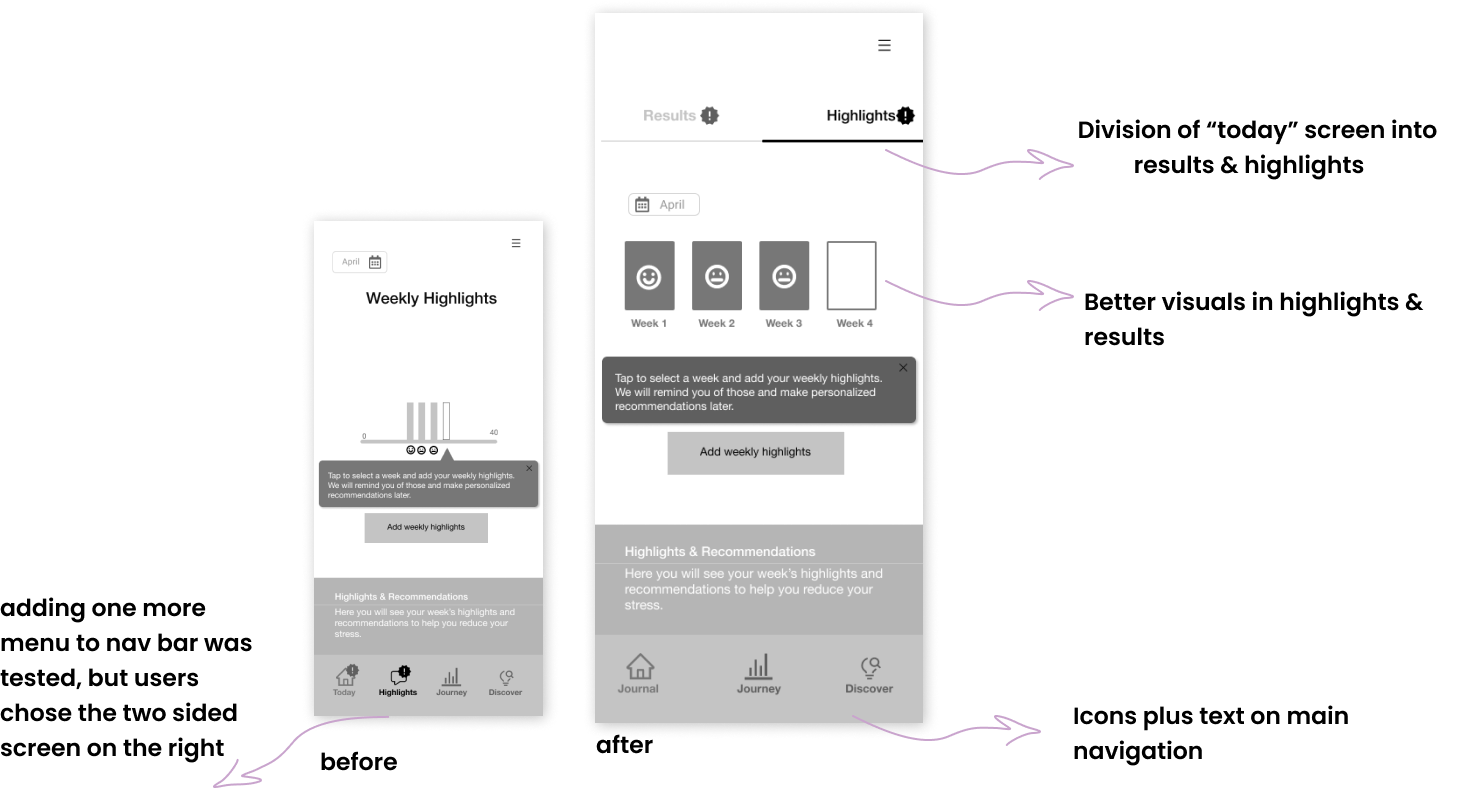 adding one more
menu to nav bar was
tested, but users
chose the two sided
screen on the right
April
Weekly Highlights
0
40
Tap to select a week and add your weekly highlights.
We will remind you of those and make personalized
recommendations later.
Add weekly highlights
Highlights & Recommendations
Here you will see your week's highlights and
recommendations to help you reduce your
stress.
Today Highlights Journey Discover
before
Results Highlights
April
Week 1 Week 2 Week 3 Week 4
Tap to select a week and add your weekly highlights.
We will remind you of those and make personalized
recommendations later.
Add weekly highlights
Highlights & Recommendations
Here you will see your week's highlights and
recommendations to help you reduce your
stress.
Journal Journey Discover
after
Division of “today” screen into
results & highlights
Better visuals in highlights &
results
Icons plus text on main
navigation